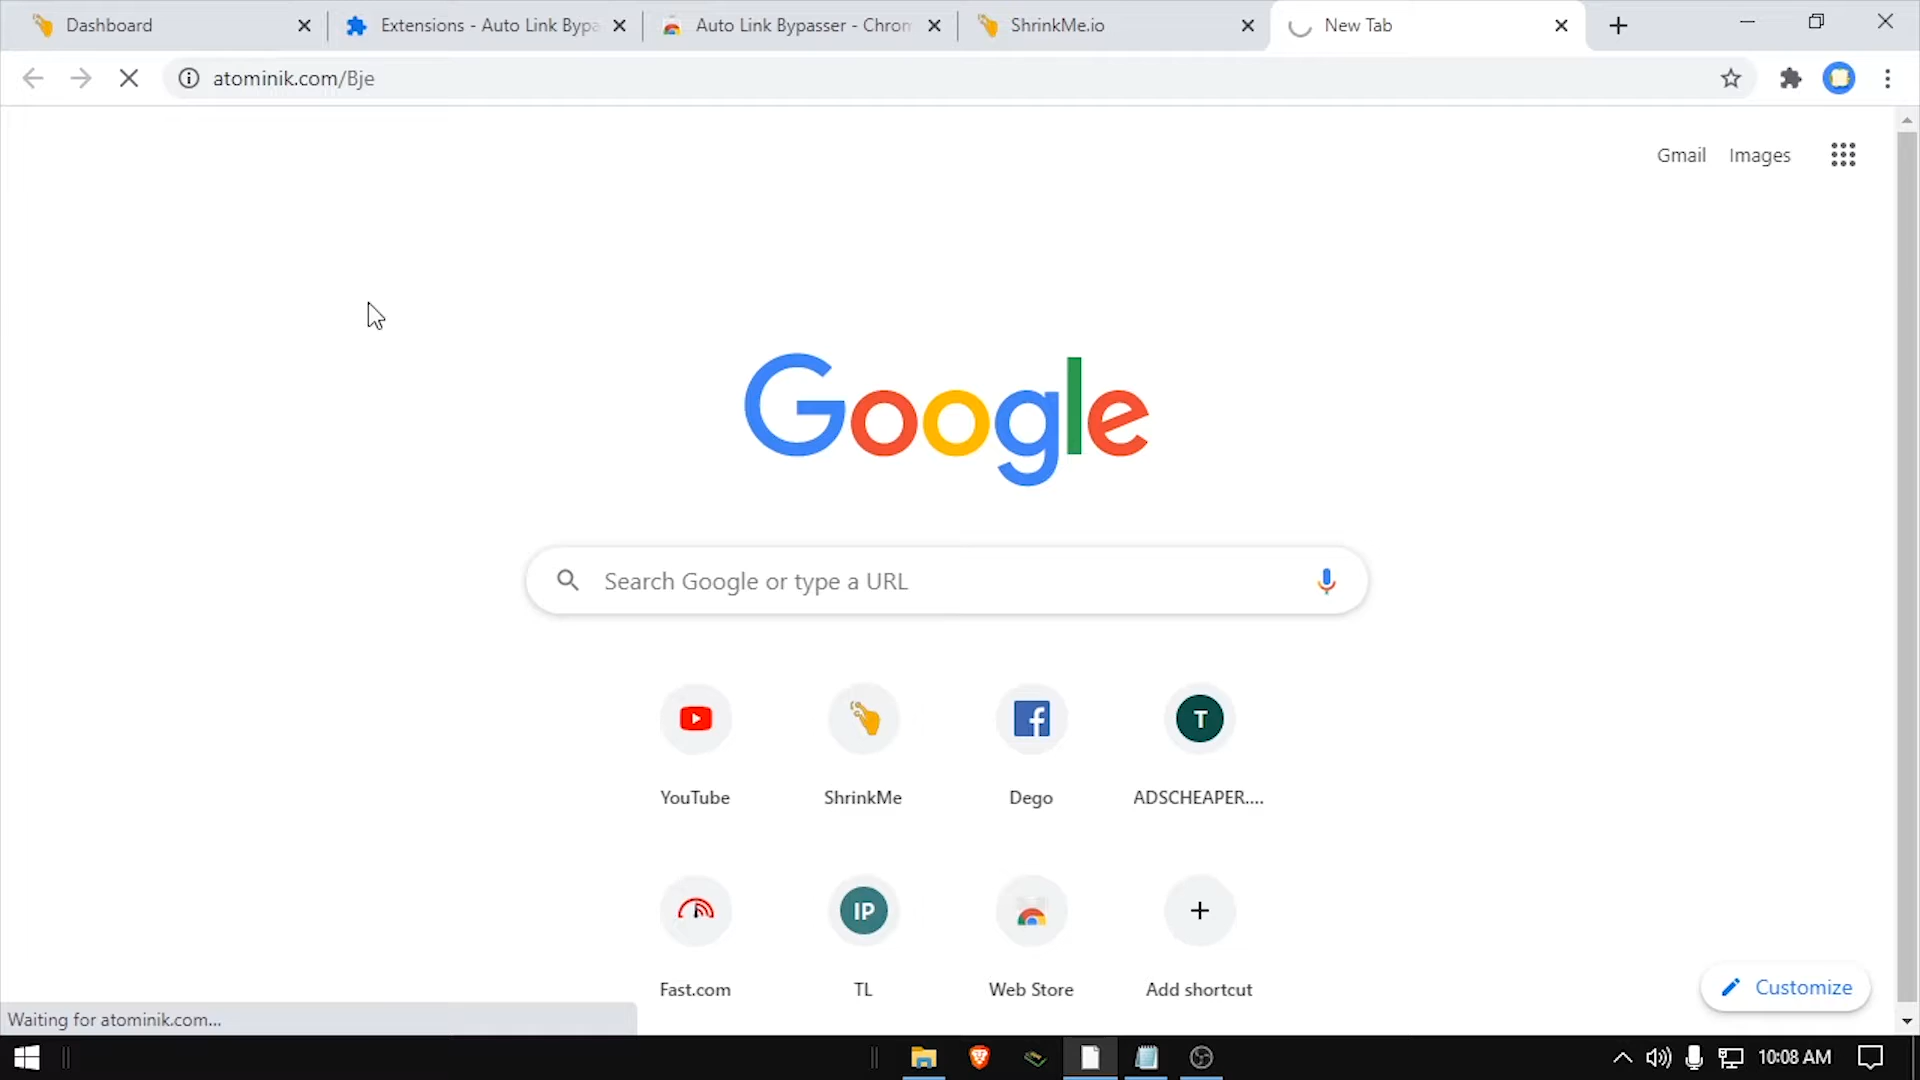 Dashboard
Extensions - Auto Link Bypa
Auto Link Bypasser - Chrom
ShrinkMe.io
New Tab
atominik.com/Bje
Gmail
Images
Google
Search Google or type a URL
T
YouTube
ShrinkMe
Dego
ADSCHEAPER....
IP
Fast.com
TL
Web Store
Add shortcut
Customize
Waiting for atominik.com...
10:08 AM